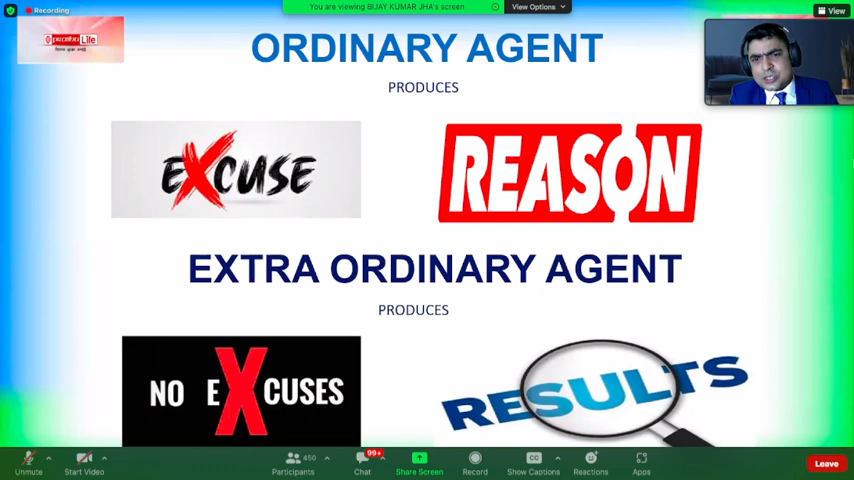 Recording
You are viewing BIJAY KUMAR JHA's screen
View Options
View
Life
ORDINARY AGENT
PRODUCES
EXCUSE
REASON
EXTRA ORDINARY AGENT
PRODUCES
NO EXCUSES
RESULTS
450
99+
Unmute
Start Video
Participants
Chat
Share Screen
Record
CC
Show Captions
Reactions
Apps
Leave